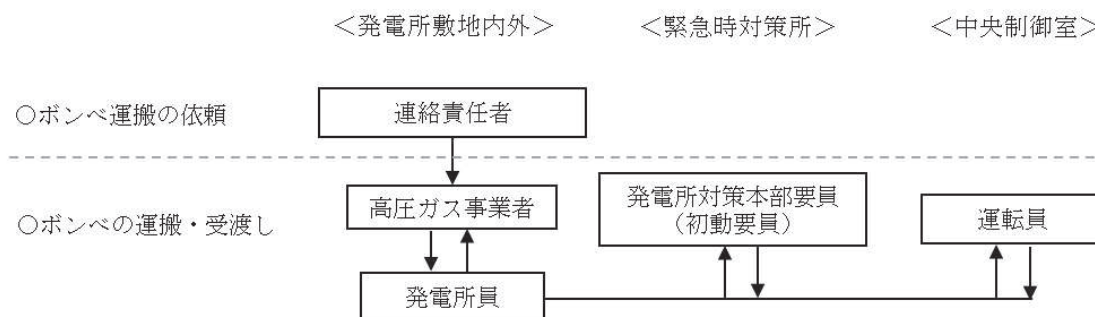 ＜発電所敷地内外＞
＜緊急時対策所＞
＜中央制御室＞
○ボンベ運搬の依頼
連絡責任者
○ボンベの運搬・受渡し
高圧ガス事業者
発電所対策本部要員
（初動要員）
運転員
発電所員